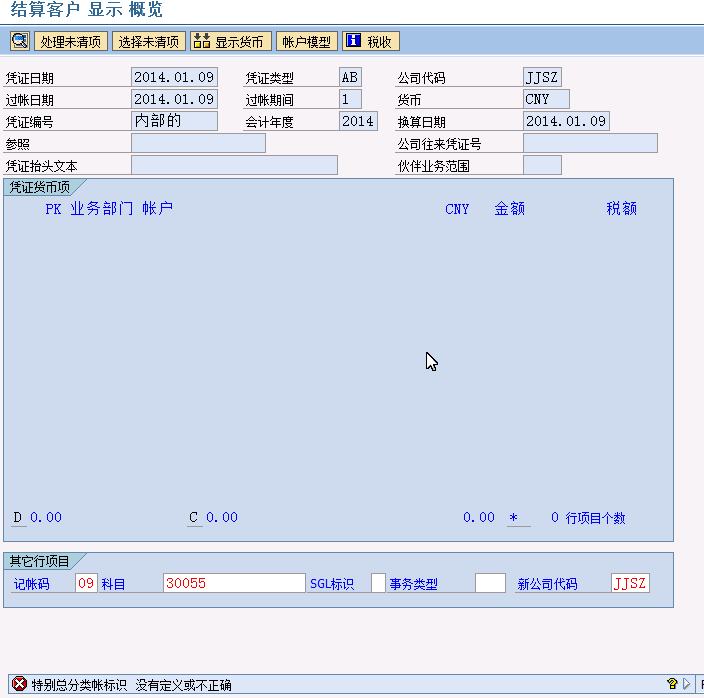 结算客户 显示 概览
处理未清项 选择未清项 显示货币 帐户模型 税收
凭证日期 2014.01.09 凭证类型 AB 公司代码 JJSZ
过帐日期 2014.01.09 过帐期间 1 货币 CNY
凭证编号 内部的 会计年度 2014 换算日期 2014.01.09
参照 公司往来凭证号
凭证抬头文本 伙伴业务范围
凭证货币项
PK 业务部门 帐户 CNY 金额 税额
D 0.00 C 0.00 0.00 * 0 行项目个数
其它行项目
记帐码 09 科目 30055 SGL标识 事务类型 新公司代码 JJSZ
特别总分类帐标识 没有定义或不正确